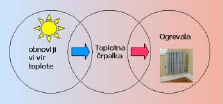 obnovlji
vi vir
toplote
Toplotna
črpalka
Ogrevala